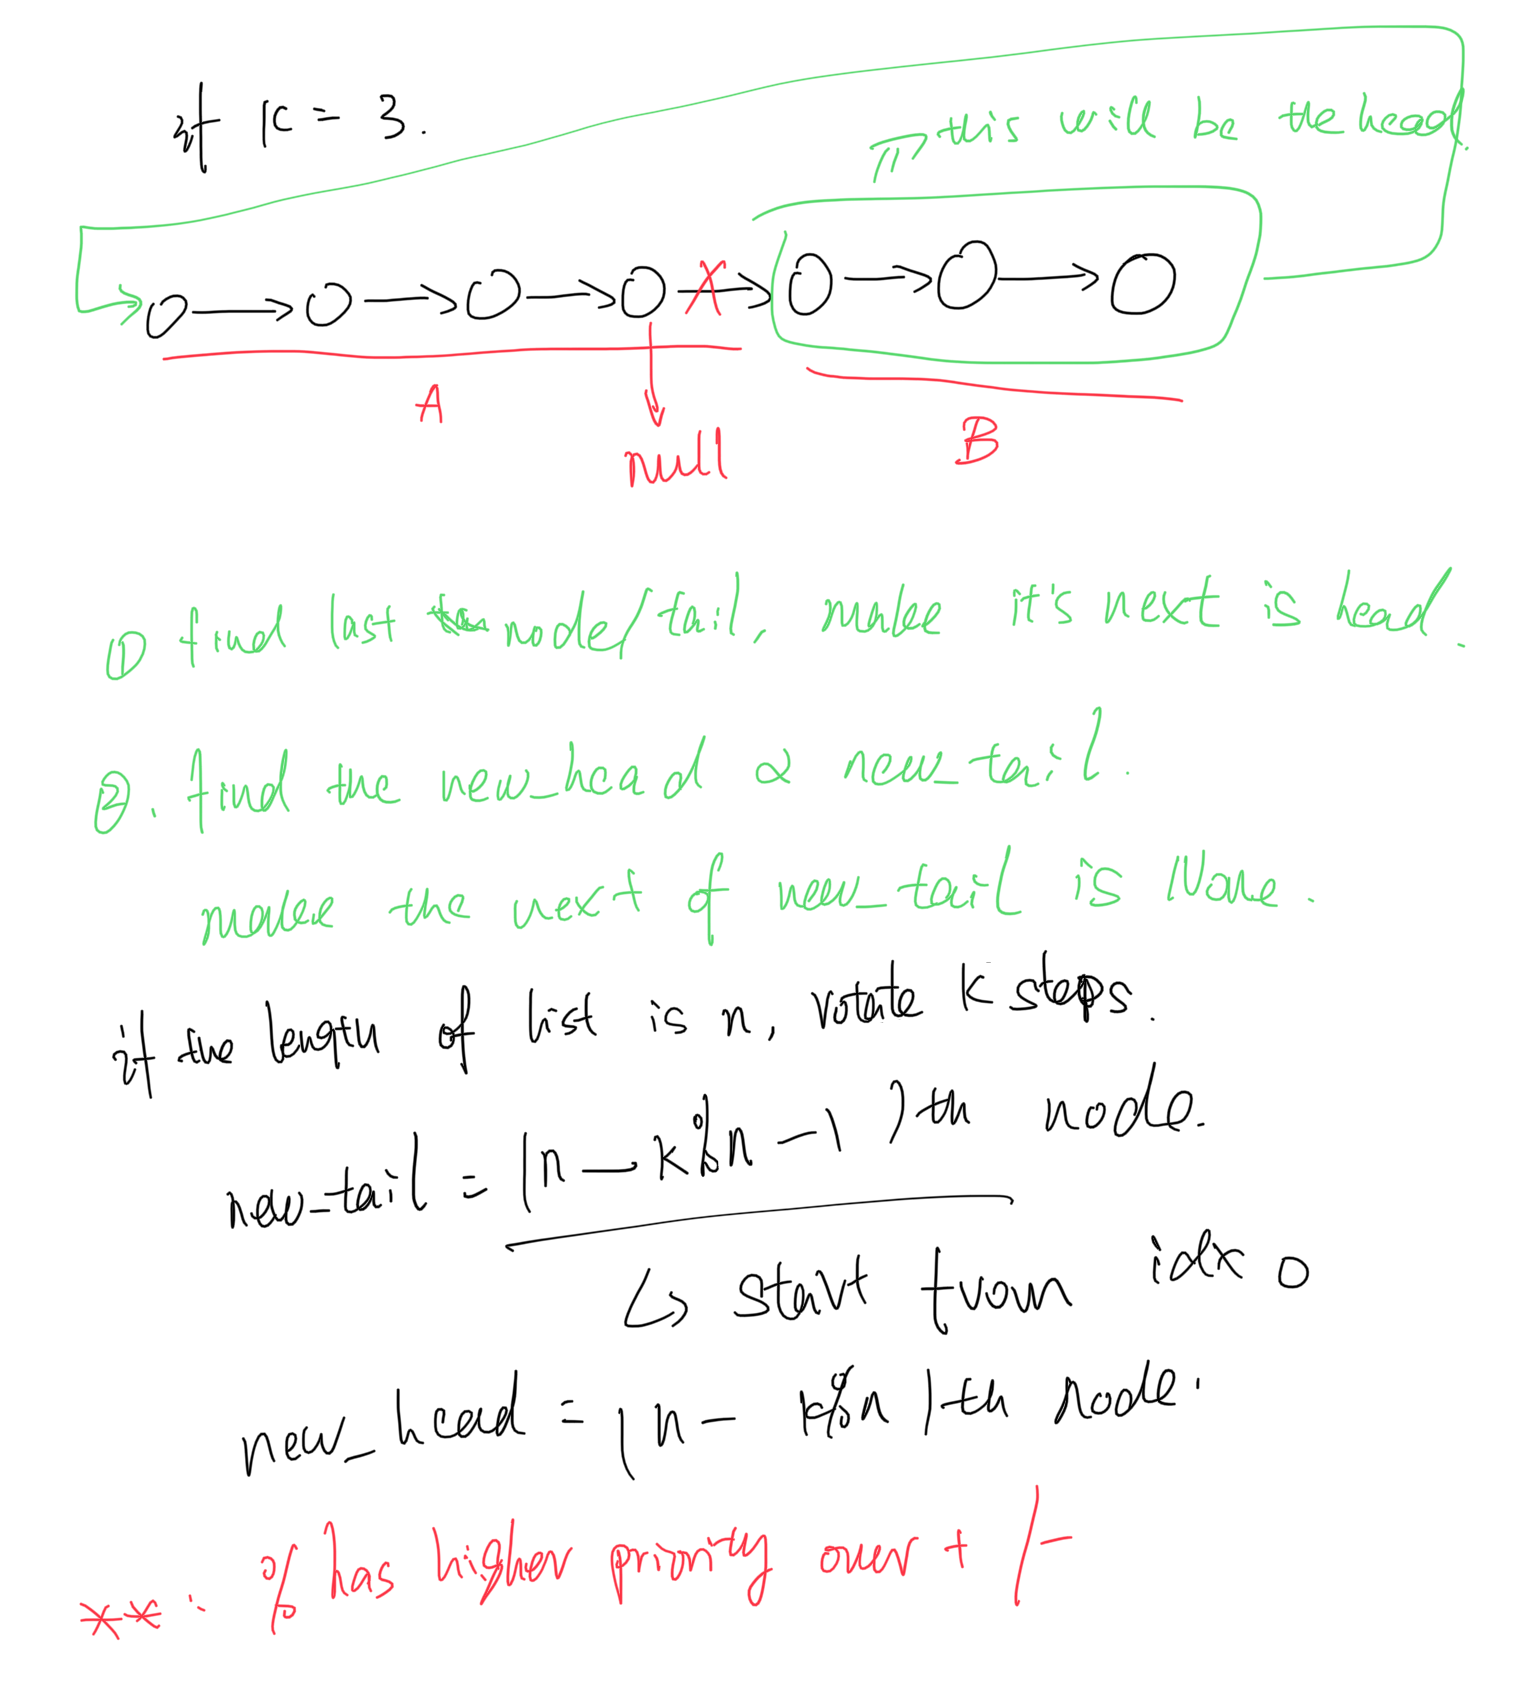 if k = 3.
this will be the head.
A
null
B
① find last node/tail, make it's next is head.
②. find the new_head & new_tail.
make the next of new_tail is None.
if the length of list is n, rotate k steps.
new_tail = (n - k%n - 1)th node.
↳ start from idx 0
new_head = (n - k%n)th node.
**. % has higher priority over + / -